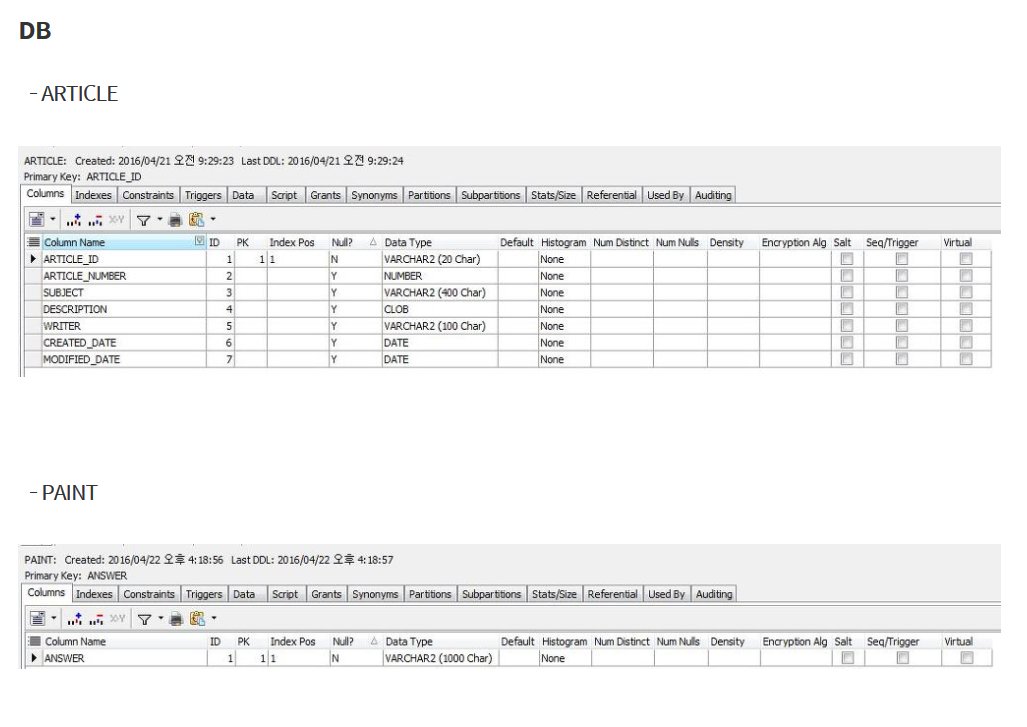 DB
- ARTICLE
ARTICLE: Created: 2016/04/21 오전 9:29:23 Last DDL: 2016/04/21 오전 9:29:24
Primary Key: ARTICLE_ID
Columns Indexes Constraints Triggers Data Script Grants Synonyms Partitions Subpartitions Stats/Size Referential Used By Auditing
Column Name ID PK Index Pos Null? Data Type Default Histogram Num Distinct Num Nulls Density Encryption Alg Salt Seq/Trigger Virtual
ARTICLE_ID 1 1 1 N VARCHAR2 (20 Char) None
ARTICLE_NUMBER 2 Y NUMBER None
SUBJECT 3 Y VARCHAR2 (400 Char) None
DESCRIPTION 4 Y CLOB None
WRITER 5 Y VARCHAR2 (100 Char) None
CREATED_DATE 6 Y DATE None
MODIFIED_DATE 7 Y DATE None
- PAINT
PAINT: Created: 2016/04/22 오후 4:18:56 Last DDL: 2016/04/22 오후 4:18:57
Primary Key: ANSWER
Columns Indexes Constraints Triggers Data Script Grants Synonyms Partitions Subpartitions Stats/Size Referential Used By Auditing
Column Name ID PK Index Pos Null? Data Type Default Histogram Num Distinct Num Nulls Density Encryption Alg Salt Seq/Trigger Virtual
ANSWER 1 1 1 N VARCHAR2 (1000 Char) None